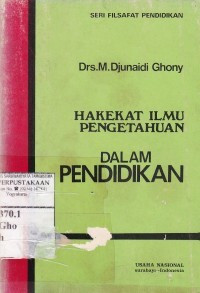 SERI FILSAFAT PENDIDIKAN
Drs.M.Djunaidi Ghony
HAKEKAT ILMU
PENGETAHUAN
DALAM
PENDIDIKAN
PERPUSTAKAAN
Yogyakarta
370.1
Gho
h
USAHA NASIONAL
surabaya-indonesia